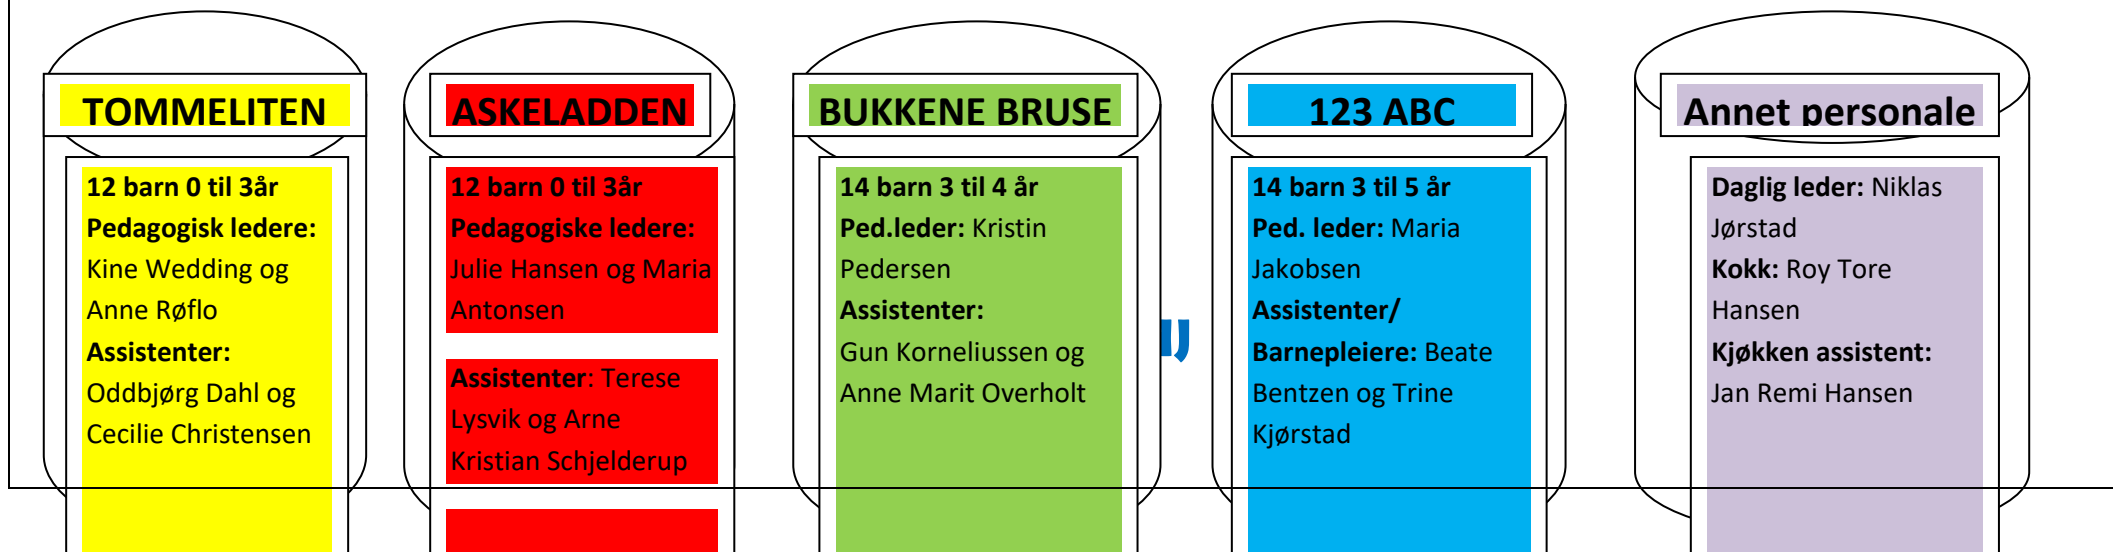 TOMMELITEN
12 barn 0 til 3år
Pedagogisk ledere:
Kine Wedding og
Anne Røflo
Assistenter:
Oddbjørg Dahl og
Cecilie Christensen
ASKELADDEN
12 barn 0 til 3år
Pedagogiske ledere:
Julie Hansen og Maria
Antonsen
Assistenter: Terese
Lysvik og Arne
Kristian Schjelderup
BUKKENE BRUSE
14 barn 3 til 4 år
Ped.leder: Kristin
Pedersen
Assistenter:
Gun Korneliussen og
Anne Marit Overholt
123 ABC
14 barn 3 til 5 år
Ped. leder: Maria
Jakobsen
Assistenter/
Barnepleiere: Beate
Bentzen og Trine
Kjørstad
Annet personale
Daglig leder: Niklas
Jørstad
Kokk: Roy Tore
Hansen
Kjøkken assistent:
Jan Remi Hansen